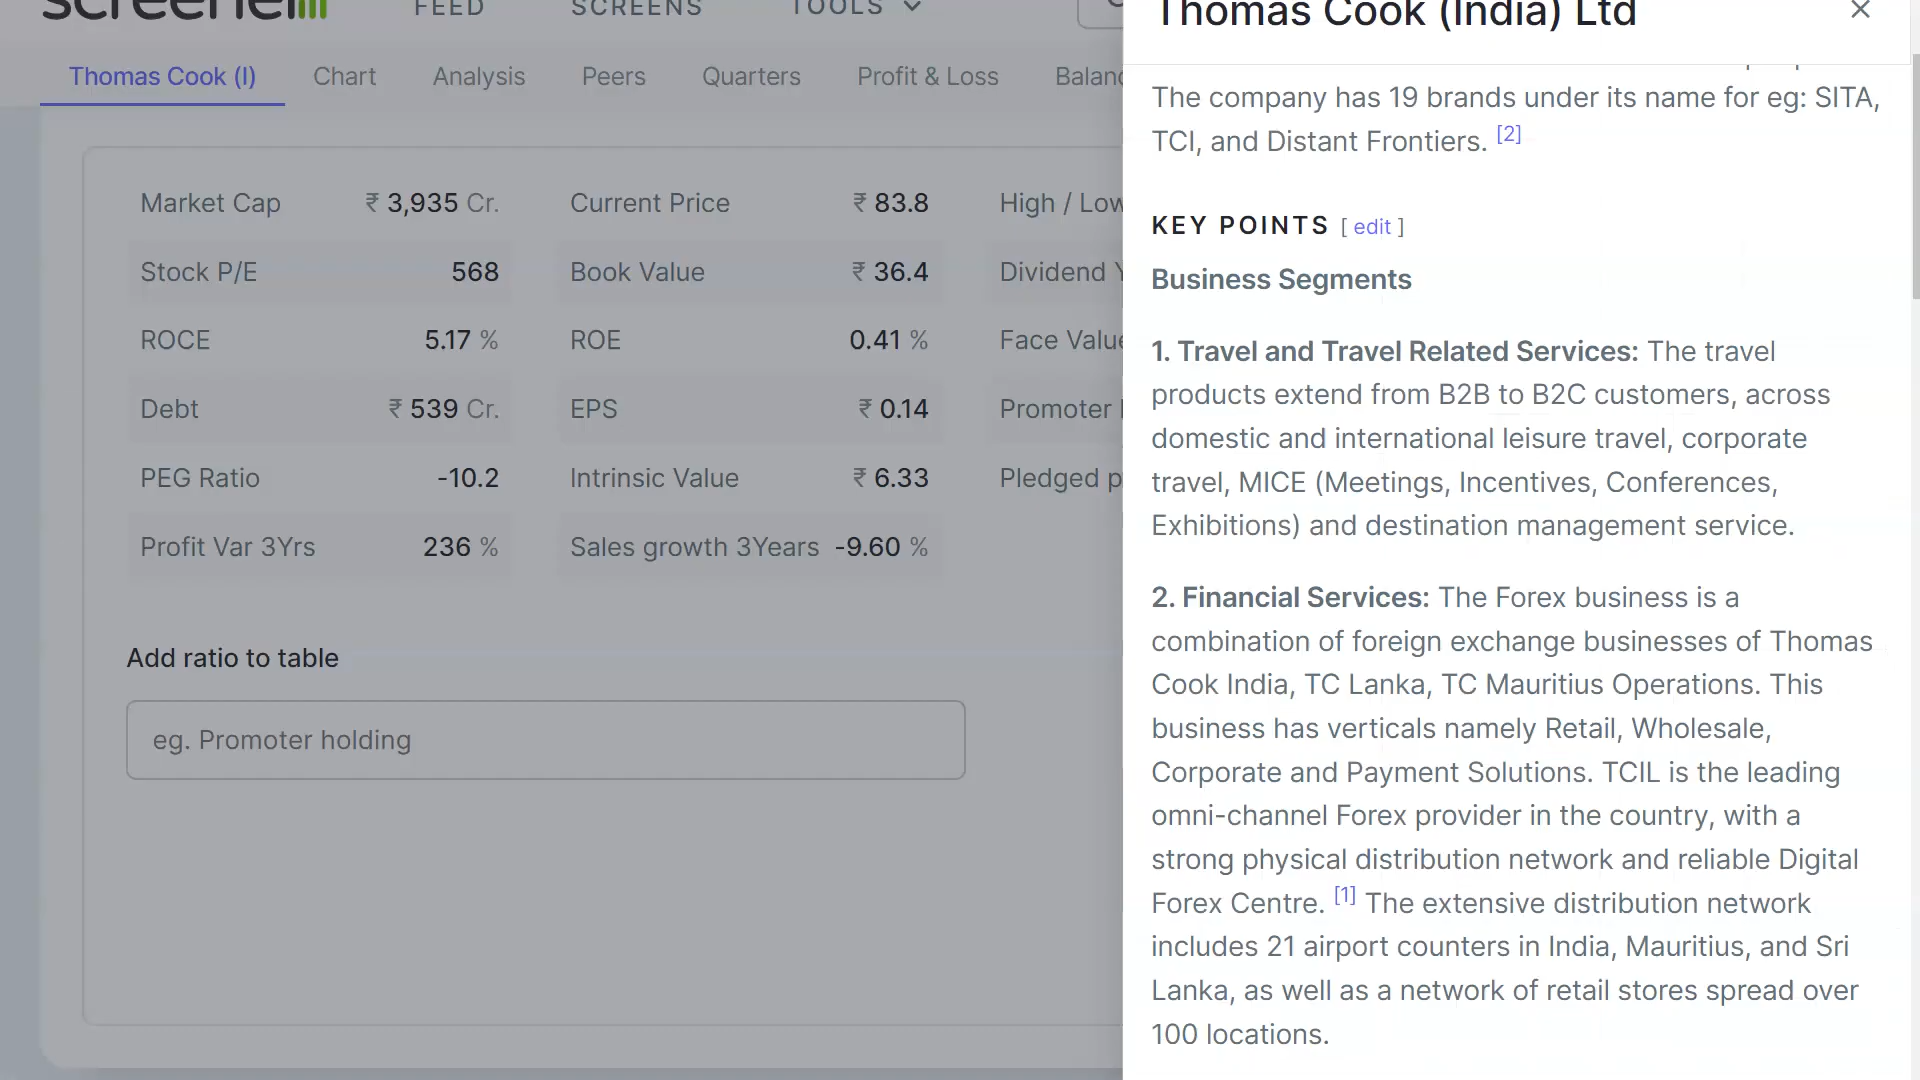 screener
FEED
SCREENS
TOOLS
Thomas Cook (I)
Chart
Analysis
Peers
Quarters
Profit & Loss
Market Cap ₹ 3,935 Cr.
Current Price ₹ 83.8
High / Low
Stock P/E 568
Book Value ₹ 36.4
Dividend
ROCE 5.17 %
ROE 0.41 %
Face Value
Debt ₹ 539 Cr.
EPS ₹ 0.14
Promoter
PEG Ratio -10.2
Intrinsic Value ₹ 6.33
Pledged
Profit Var 3Yrs 236 %
Sales growth 3Years -9.60 %
Add ratio to table
eg. Promoter holding
Thomas Cook (India) Ltd
The company has 19 brands under its name for eg: SITA,
TCI, and Distant Frontiers. [2]
KEY POINTS [ edit ]
Business Segments
1. Travel and Travel Related Services: The travel
products extend from B2B to B2C customers, across
domestic and international leisure travel, corporate
travel, MICE (Meetings, Incentives, Conferences,
Exhibitions) and destination management service.
2. Financial Services: The Forex business is a
combination of foreign exchange businesses of Thomas
Cook India, TC Lanka, TC Mauritius Operations. This
business has verticals namely Retail, Wholesale,
Corporate and Payment Solutions. TCIL is the leading
omni-channel Forex provider in the country, with a
strong physical distribution network and reliable Digital
Forex Centre. [1] The extensive distribution network
includes 21 airport counters in India, Mauritius, and Sri
Lanka, as well as a network of retail stores spread over
100 locations.